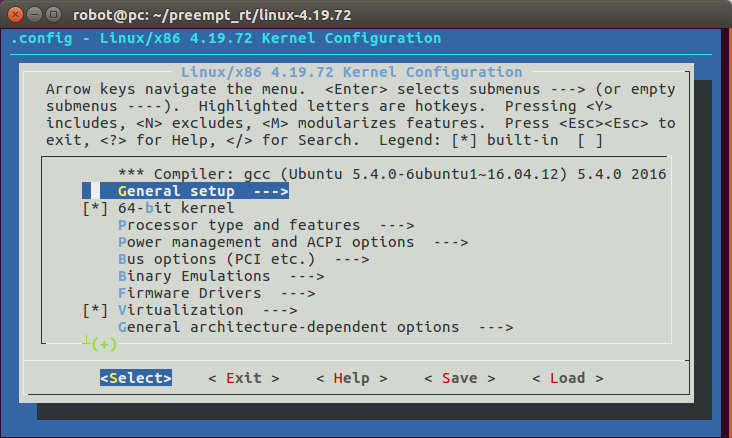 robot@pc: ~/preempt_rt/linux-4.19.72
.config - Linux/x86 4.19.72 Kernel Configuration
Linux/x86 4.19.72 Kernel Configuration
Arrow keys navigate the menu.  <Enter> selects submenus ---> (or empty
submenus ----).  Highlighted letters are hotkeys.  Pressing <Y>
includes, <N> excludes, <M> modularizes features.  Press <Esc><Esc> to
exit, <?> for Help, </> for Search.  Legend: [*] built-in  [ ]
*** Compiler: gcc (Ubuntu 5.4.0-6ubuntu1~16.04.12) 5.4.0 2016
General setup  --->
[*] 64-bit kernel
Processor type and features  --->
Power management and ACPI options  --->
Bus options (PCI etc.)  --->
Binary Emulations  --->
Firmware Drivers  --->
[*] Virtualization  --->
General architecture-dependent options  --->
(+)
<Select>    < Exit >    < Help >    < Save >    < Load >